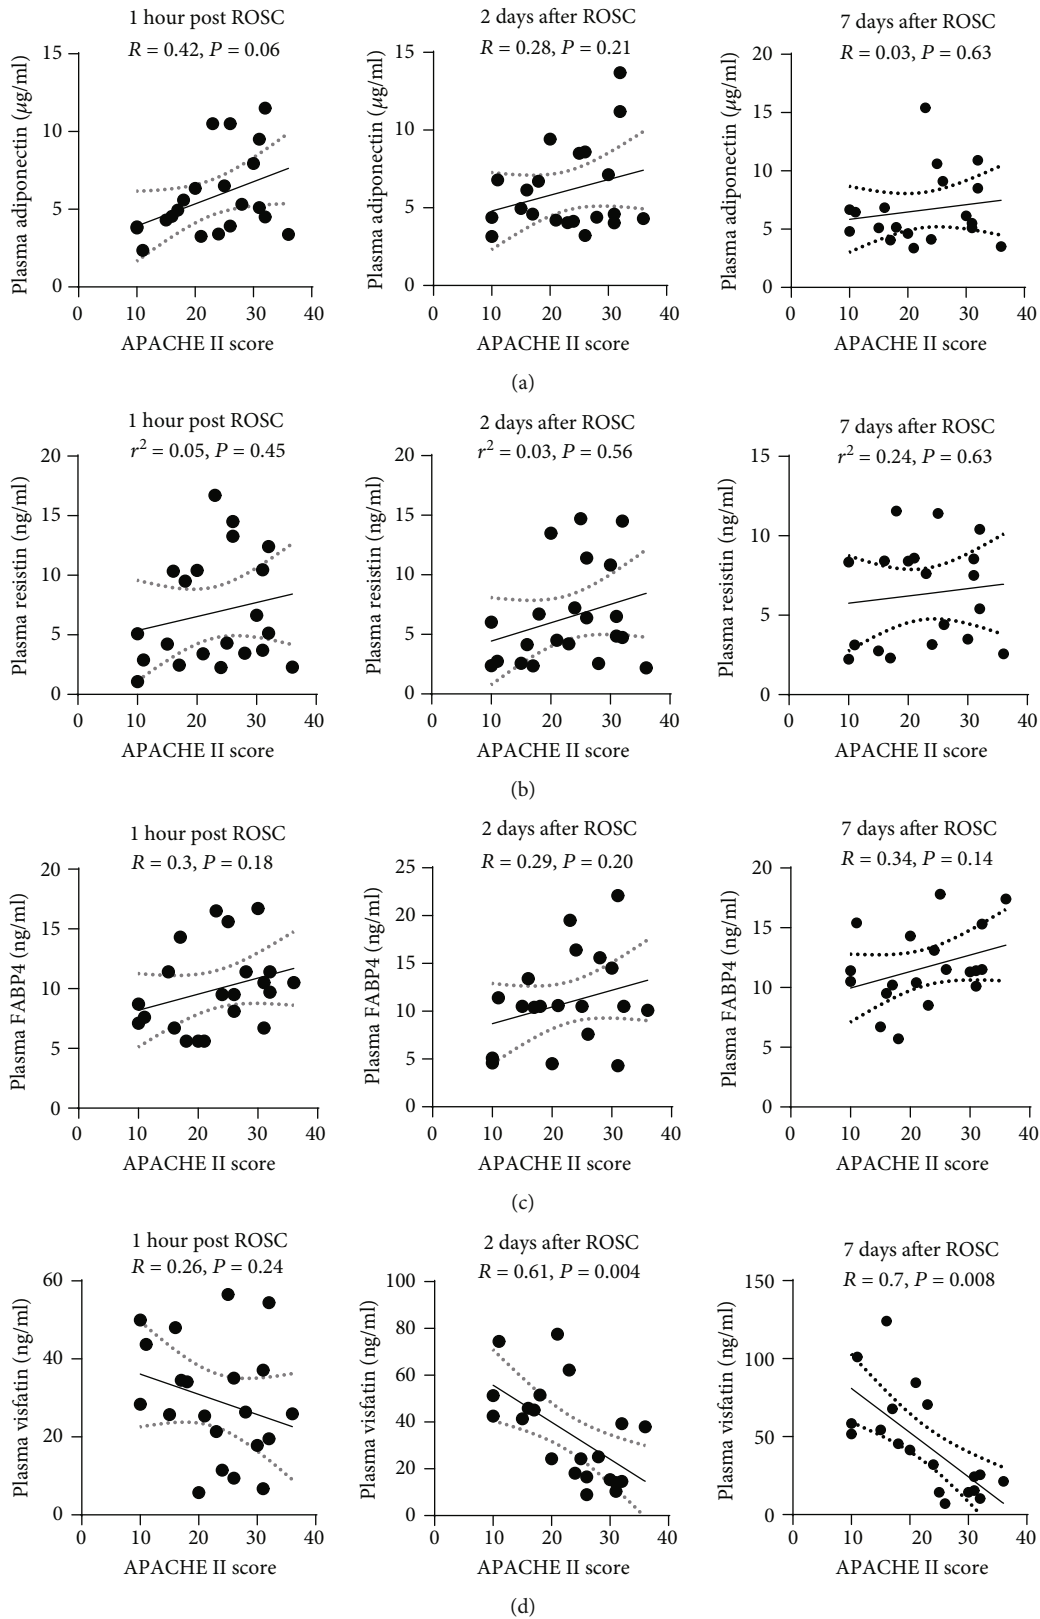 1 hour post ROSC
R = 0.42, P = 0.06
Plasma adiponectin (μg/ml)
15
10
5
0
0 10 20 30 40
APACHE II score
2 days after ROSC
R = 0.28, P = 0.21
Plasma adiponectin (μg/ml)
15
10
5
0
0 10 20 30 40
APACHE II score
7 days after ROSC
R = 0.03, P = 0.63
Plasma adiponectin (μg/ml)
20
15
10
5
0
0 10 20 30 40
APACHE II score
(a)
1 hour post ROSC
r² = 0.05, P = 0.45
Plasma resistin (ng/ml)
20
15
10
5
0
0 10 20 30 40
APACHE II score
2 days after ROSC
r² = 0.03, P = 0.56
Plasma resistin (ng/ml)
20
15
10
5
0
0 10 20 30 40
APACHE II score
7 days after ROSC
r² = 0.24, P = 0.63
Plasma resistin (ng/ml)
15
10
5
0
0 10 20 30 40
APACHE II score
(b)
1 hour post ROSC
R = 0.3, P = 0.18
Plasma FABP4 (ng/ml)
20
15
10
5
0
0 10 20 30 40
APACHE II score
2 days after ROSC
R = 0.29, P = 0.20
Plasma FABP4 (ng/ml)
25
20
15
10
5
0
0 10 20 30 40
APACHE II score
7 days after ROSC
R = 0.34, P = 0.14
Plasma FABP4 (ng/ml)
20
15
10
5
0
0 10 20 30 40
APACHE II score
(c)
1 hour post ROSC
R = 0.26, P = 0.24
Plasma visfatin (ng/ml)
60
40
20
0
0 10 20 30 40
APACHE II score
2 days after ROSC
R = 0.61, P = 0.004
Plasma visfatin (ng/ml)
100
80
60
40
20
0
0 10 20 30 40
APACHE II score
7 days after ROSC
R = 0.7, P = 0.008
Plasma visfatin (ng/ml)
150
100
50
0
0 10 20 30 40
APACHE II score
(d)